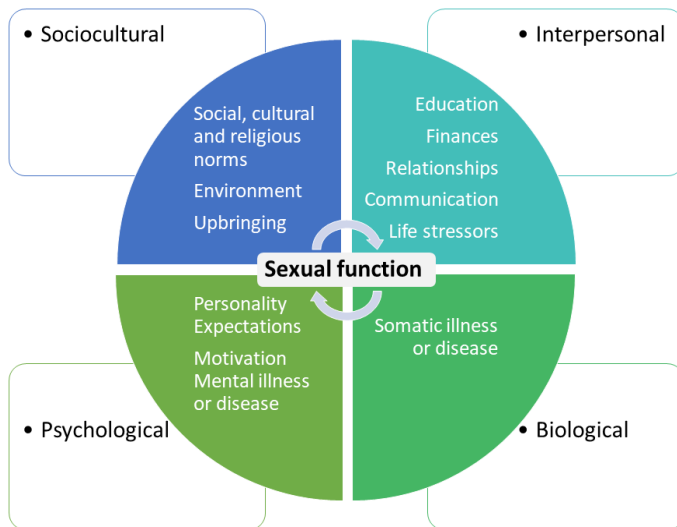 • Sociocultural
• Interpersonal
Social, cultural
and religious
norms
Environment
Upbringing
Education
Finances
Relationships
Communication
Life stressors
Sexual function
Personality
Expectations
Motivation
Mental illness
or disease
Somatic illness
or disease
• Psychological
• Biological